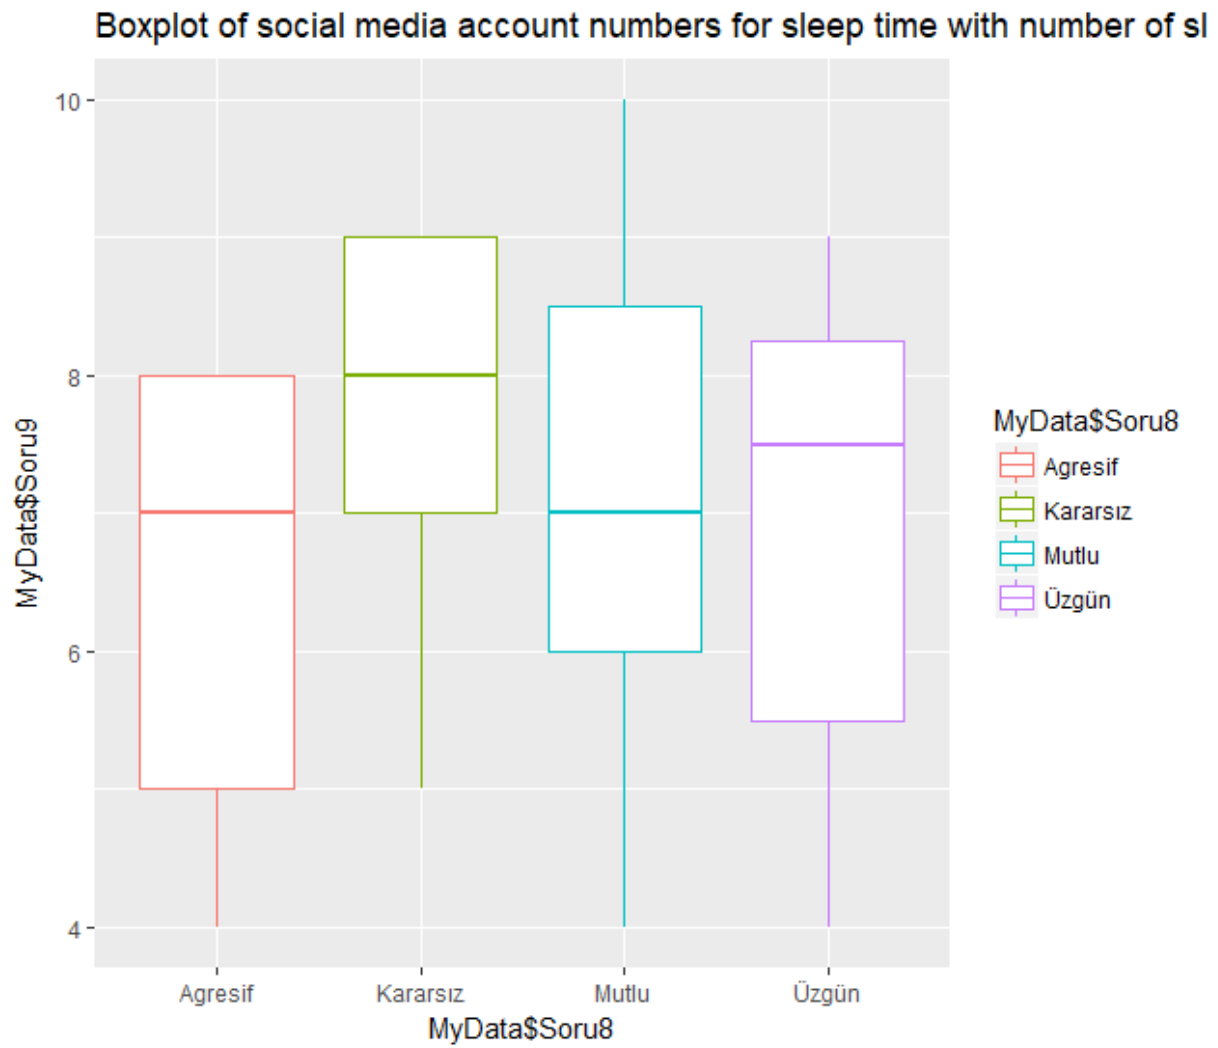 Boxplot of social media account numbers for sleep time with number of sl
10
8
6
4
MyData$Soru9
Agresif Kararsız Mutlu Üzgün
MyData$Soru8
MyData$Soru8
Agresif
Kararsız
Mutlu
Üzgün